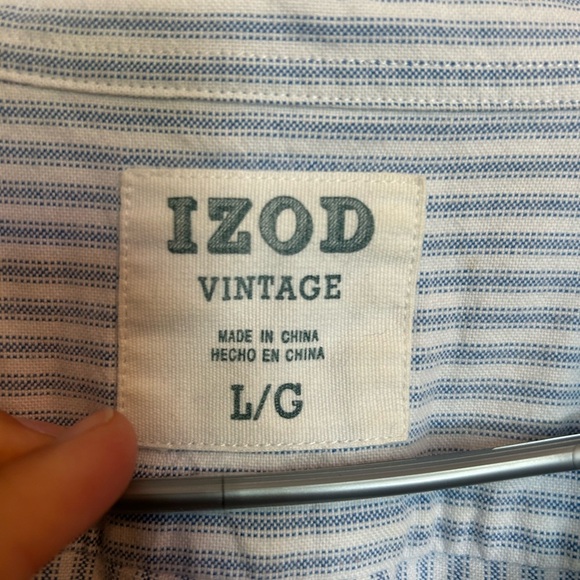 IZOD
VINTAGE
MADE IN CHINA
HECHO EN CHINA
L/G